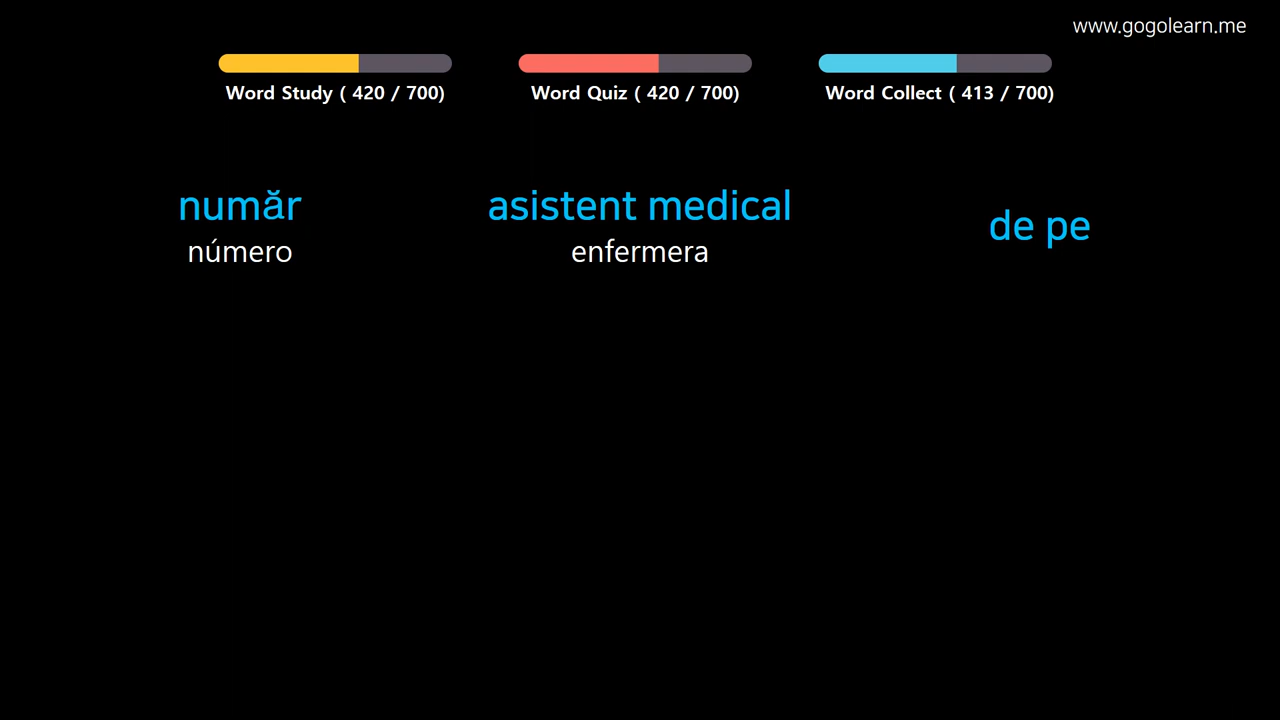 www.gogolearn.me
Word Study ( 420 / 700)
Word Quiz ( 420 / 700)
Word Collect ( 413 / 700)
număr
número
asistent medical
enfermera
de pe